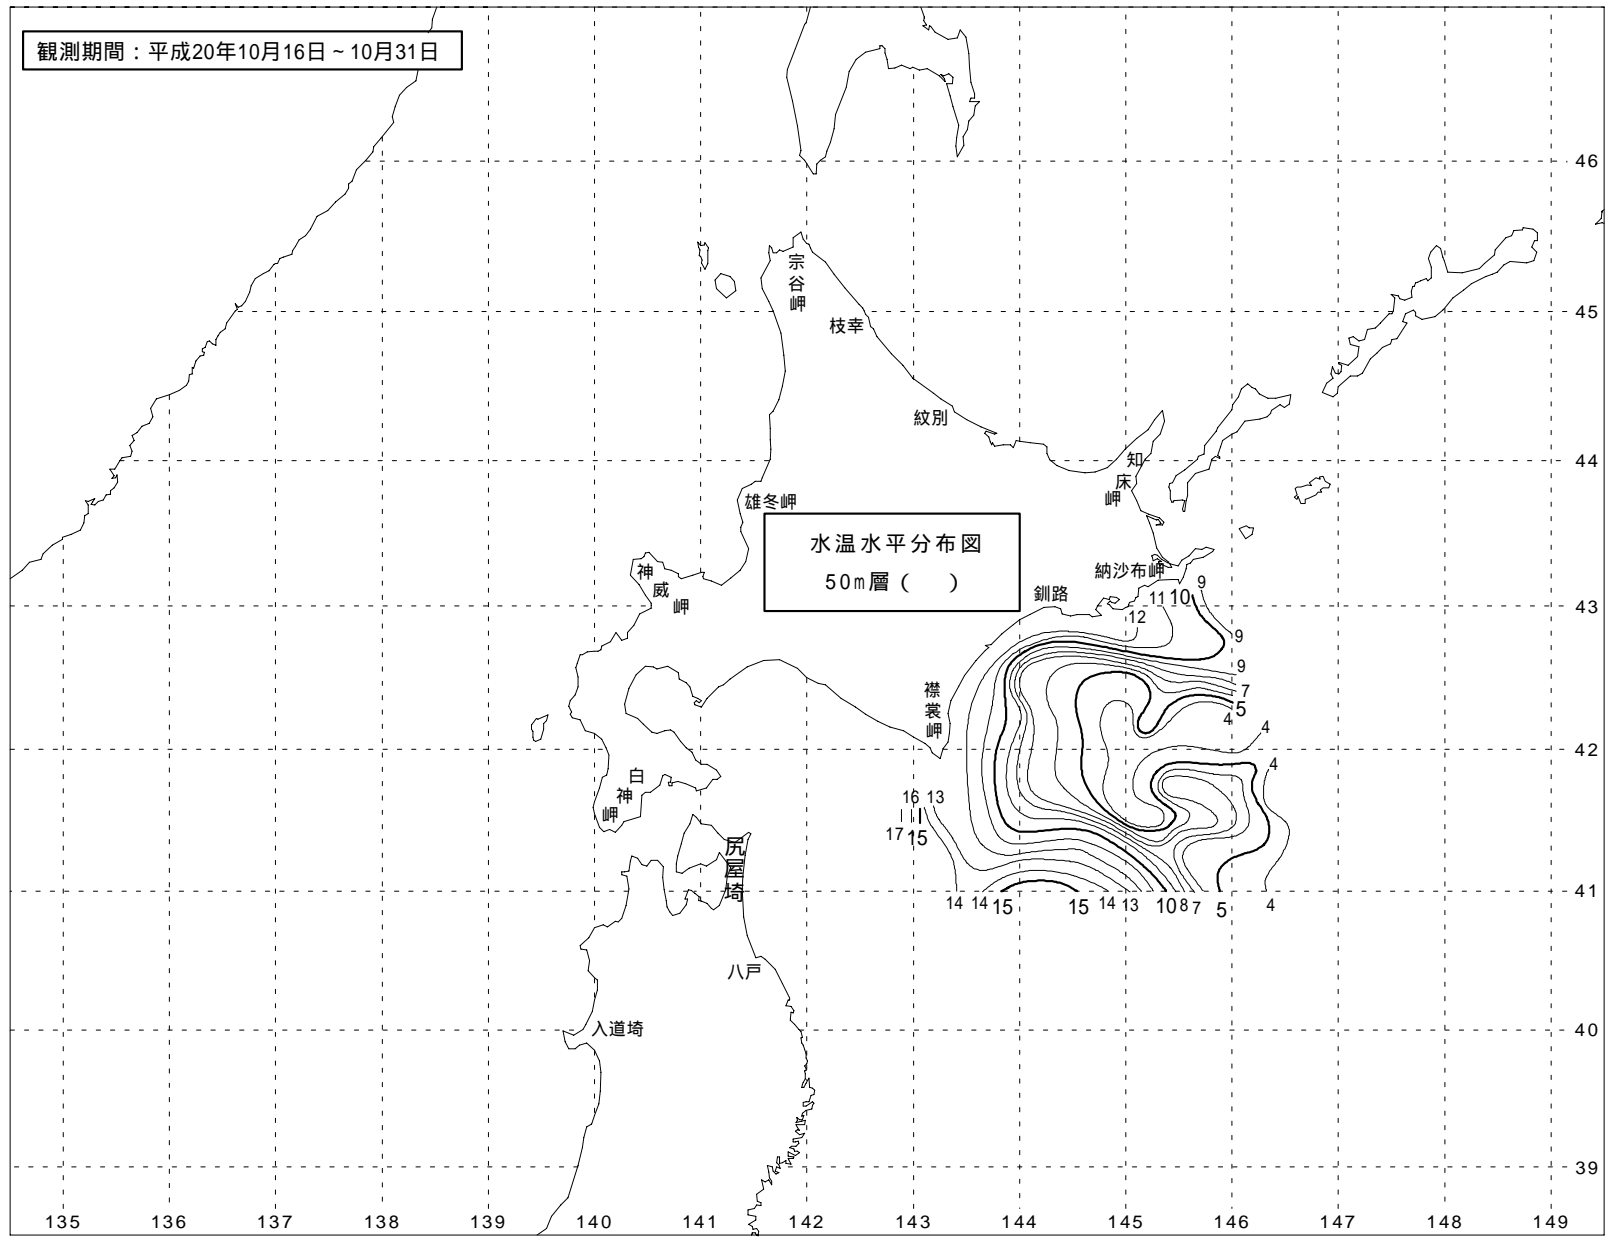 観測期間：平成20年10月16日～10月31日
46
45
44
43
42
41
40
39
宗谷岬
枝幸
紋別
知床岬
雄冬岬
水温水平分布図
50m層（　）
納沙布岬
釧路
神威岬
襟裳岬
白神岬
尻屋埼
八戸
入道埼
9
11 10
12
9
9
7
5
4
4
4
16 13
17 15
14 14 15 15 14 13 10 8 7 5 4
135 136 137 138 139 140 141 142 143 144 145 146 147 148 149